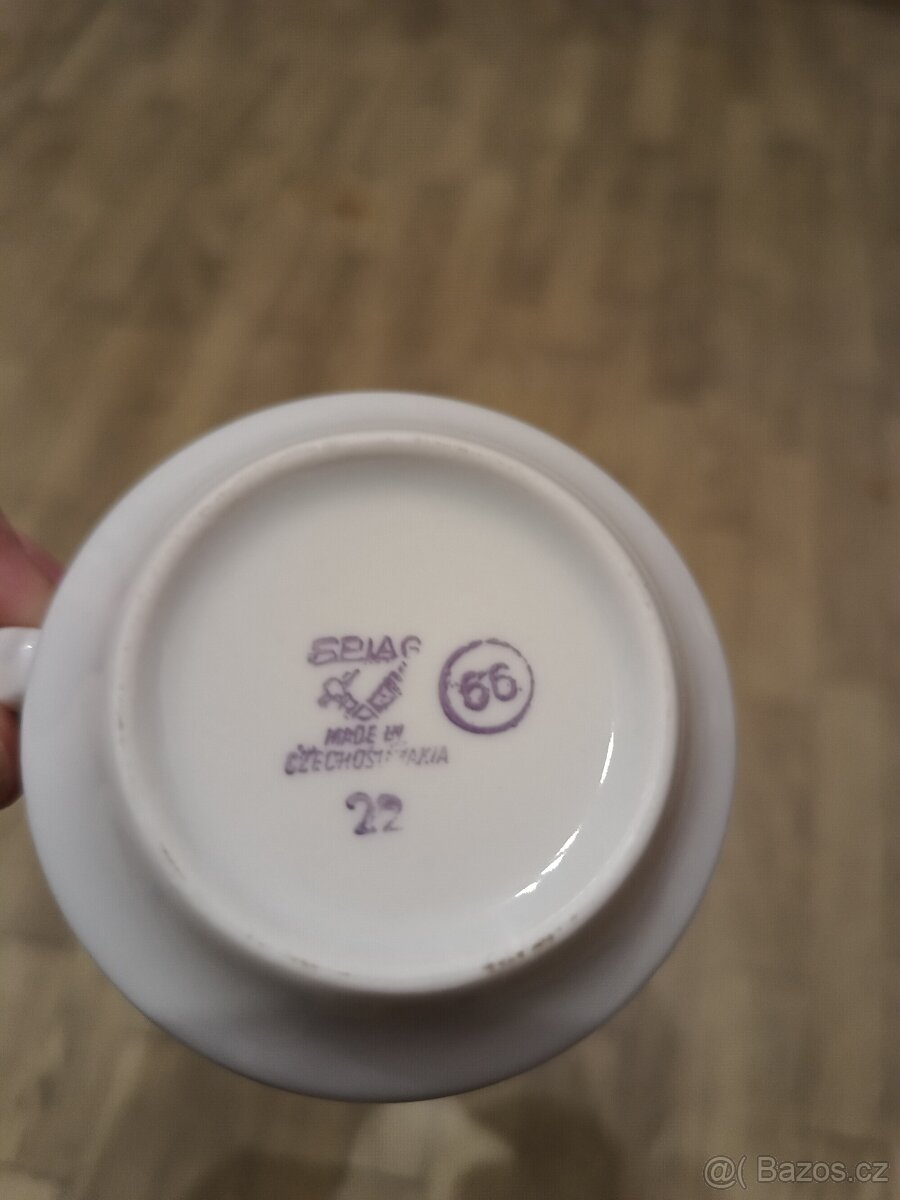 EPIAG
66
MADE IN
CZECHOSLOVAKIA
22
@( Bazos.cz